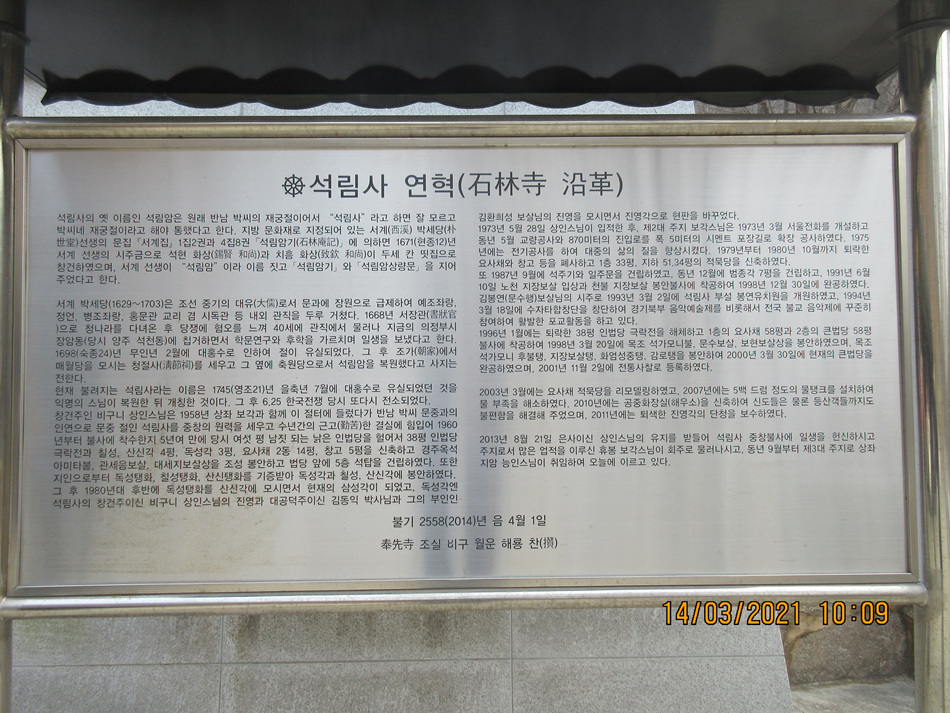 석림사 연혁(石林寺 沿革)
석림사의 옛 이름인 석림암은 원래 반남 박씨의 재궁절이어서 “석림사”라고 하면 잘 모르고
박씨네 재궁절이라고 해야 통했다고 한다. 지방 문화재로 지정되어 있는 서계(西溪) 박세당(朴
世堂)선생의 문집「서계집」1집2권과 4집8권「석림암기(石林庵記)」에 의하면 1671(현종12)년
서계 선생의 시주금으로 석현 화상(錫賢 和尙)과 치흠 화상(致欽 和尙)이 두세 칸 띳집으로
창건하였으며, 서계 선생이 “석림암”이라 이름 짓고「석림암기」와「석림암상량문」을 지어
주었다고 한다.
서계 박세당(1629~1703)은 조선 중기의 대유(大儒)로서 문과에 장원으로 급제하여 예조좌랑,
정언, 병조좌랑, 홍문관 교리 겸 시독관 등 내외 관직을 두루 거쳤다. 1668년 서장관(書狀官
)으로 청나라를 다녀온 후 당쟁에 혐오를 느껴 40세에 관직에서 물러나 지금의 의정부시
장암동(당시 양주 석천동)에 칩거하면서 학문연구와 후학을 가르치며 일생을 보냈다고 한다.
1698(숙종24)년 무인년 2월에 대홍수로 인하여 절이 유실되었다. 그 후 조가(朝家)에서
매월당을 모시는 청절사(淸節祠)를 세우고 그 옆에 축원당으로서 석림암을 복원했다고 사지는
전한다.
현재 불려지는 석림사라는 이름은 1745(영조21)년 을축년 7월에 대홍수로 유실되었던 것을
익명의 스님이 복원한 뒤 개칭한 것이다. 그 후 6.25 한국전쟁 당시 또다시 전소되었다.
창건주인 비구니 상인스님은 1958년 상좌 보각과 함께 이 절터에 들렀다가 반남 박씨 문중과의
인연으로 문중 절인 석림사를 중창의 원력을 세우고 수년간의 근고(勤苦)한 결실에 힘입어 1960
년부터 불사에 착수한지 5년여 만에 당시 여섯 평 남짓 되는 낡은 인법당을 헐어서 38평 인법당
극락전과 칠성, 산신각 4평, 독성각 3평, 요사채 2동 14평, 창고 5평을 신축하고 경주옥석
아미타불, 관세음보살, 대세지보살상을 조성 봉안하고 법당 앞에 5층 석탑을 건립하였다. 또한
지인으로부터 독성탱화, 칠성탱화, 산신탱화를 기증받아 독성각과 칠성, 산신각에 봉안하였다.
그 후 1980년대 후반에 독성탱화를 산신각에 모시면서 현재의 삼성각이 되었고, 독성각엔
석림사의 창건주이신 비구니 상인스님의 진영과 대공덕주이신 김동익 박사님과 그의 부인인
김환희성 보살님의 진영을 모시면서 진영각으로 현판을 바꾸었다.
1973년 5월 28일 상인스님이 입적한 후, 제2대 주지 보각스님은 1973년 3월 서울전화를 개설하고
동년 5월 교량공사와 870미터의 진입로를 폭 5미터의 시멘트 포장길로 확장 공사하였다. 1975
년에는 전기공사를 하여 대중의 삶의 질을 향상시켰다. 1979년부터 1980년 10월까지 퇴락한
요사채와 창고 등을 폐사하고 1층 33평, 지하 51.34평의 적묵당을 신축하였다.
또 1987년 9월에 석주기와 일주문을 건립하였고, 동년 12월에 범종각 7평을 건립하고, 1991년 6월
10일 노천 지장보살 입상과 천불 지장보살 봉안불사에 착공하여 1998년 12월 30일에 완공하였다.
김봉연(문수행)보살님의 시주로 1993년 3월 2일에 석림사 부설 봉연유치원을 개원하였고, 1994년
3월 18일에 수자타합창단을 창단하여 경기북부 음악예술제를 비롯해서 전국 불교 음악제에 꾸준히
참여하여 활발한 포교활동을 하고 있다.
1996년 1월에는 퇴락한 38평 인법당 극락전을 해체하고 1층의 요사채 58평과 2층의 큰법당 58평
불사에 착공하여 1998년 3월 20일에 목조 석가모니불, 문수보살, 보현보살상을 봉안하였으며, 목조
석가모니 후불탱, 지장보살탱, 화엄성중탱, 감로탱을 봉안하여 2000년 3월 30일에 현재의 큰법당을
완공하였으며, 2001년 11월 2일에 전통사찰로 등록하였다.
2003년 3월에는 요사채 적묵당을 리모델링하였고, 2007년에는 5백 드럼 정도의 물탱크를 설치하여
물 부족을 해소하였다. 2010년에는 공중화장실(해우소)을 신축하여 신도들은 물론 등산객들까지도
불편함을 해결해 주었으며, 2011년에는 퇴색한 진영각의 단청을 보수하였다.
2013년 8월 21일 은사이신 상인스님의 유지를 받들어 석림사 중창불사에 일생을 헌신하시고
주지로서 많은 업적을 이루신 휴봉 보각스님이 회주로 물러나시고, 동년 9월부터 제3대 주지로 상좌
지암 능인스님이 취임하여 오늘에 이르고 있다.
불기 2558(2014)년 음 4월 1일
奉先寺 조실 비구 월운 해룡 찬(撰)
14/03/2021 10:09